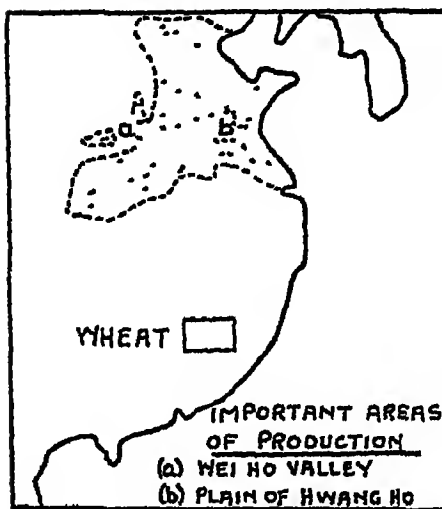 a
b
WHEAT
IMPORTANT AREAS
OF PRODUCTION
(a) WEI HO VALLEY
(b) PLAIN OF HWANG HO